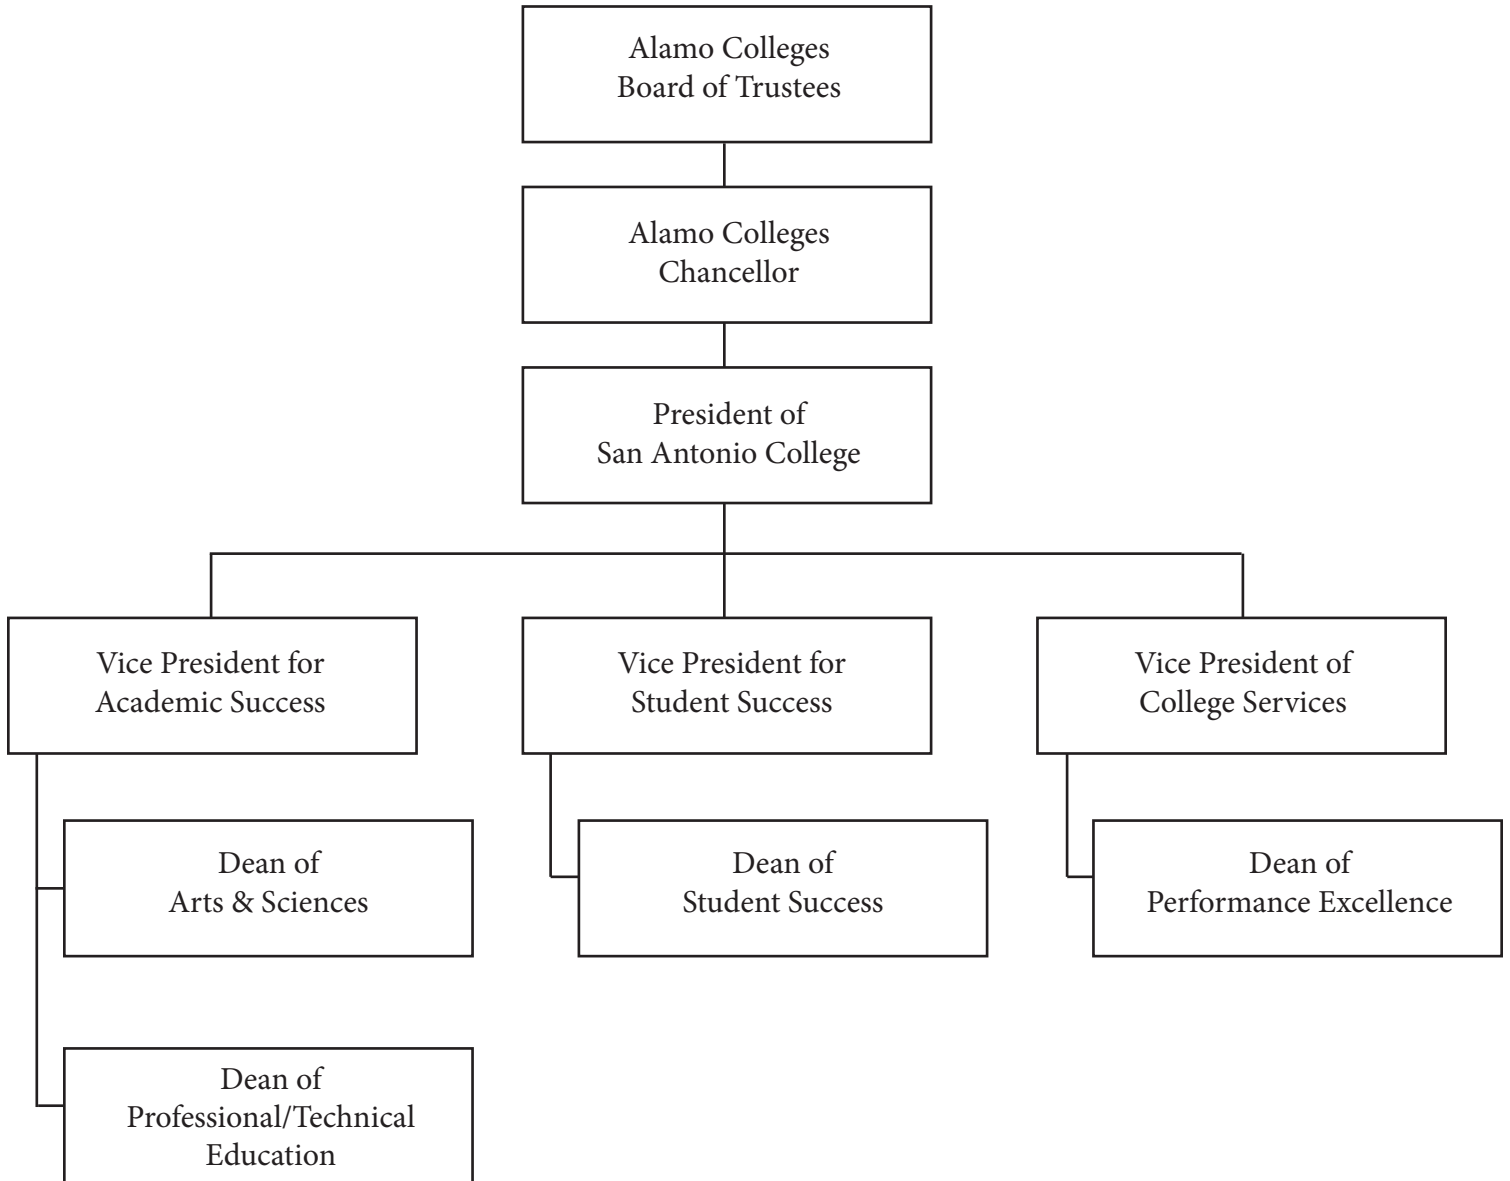 Alamo Colleges
Board of Trustees
Alamo Colleges
Chancellor
President of
San Antonio College
Vice President for
Academic Success
Vice President for
Student Success
Vice President of
College Services
Dean of
Arts & Sciences
Dean of
Student Success
Dean of
Performance Excellence
Dean of
Professional/Technical
Education